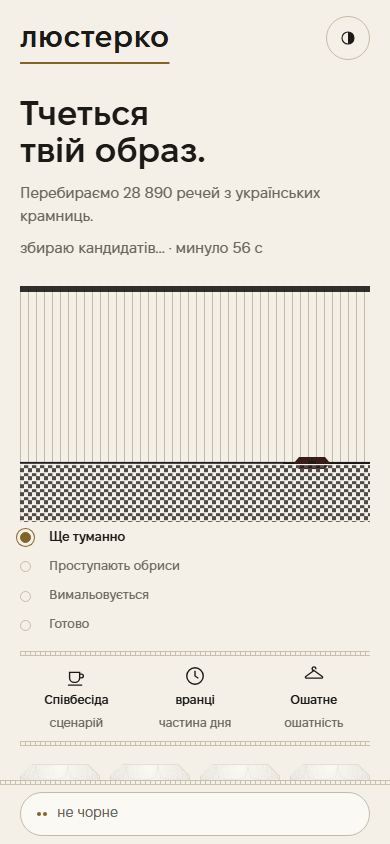 люстерко
Тчеться
твій образ.
Перебираємо 28 890 речей з українських
крамниць.
збираю кандидатів… · минуло 56 с
Ще туманно
Проступають обриси
Вимальовується
Готово
Співбесіда
сценарій
вранці
частина дня
Ошатне
ошатність
не чорне